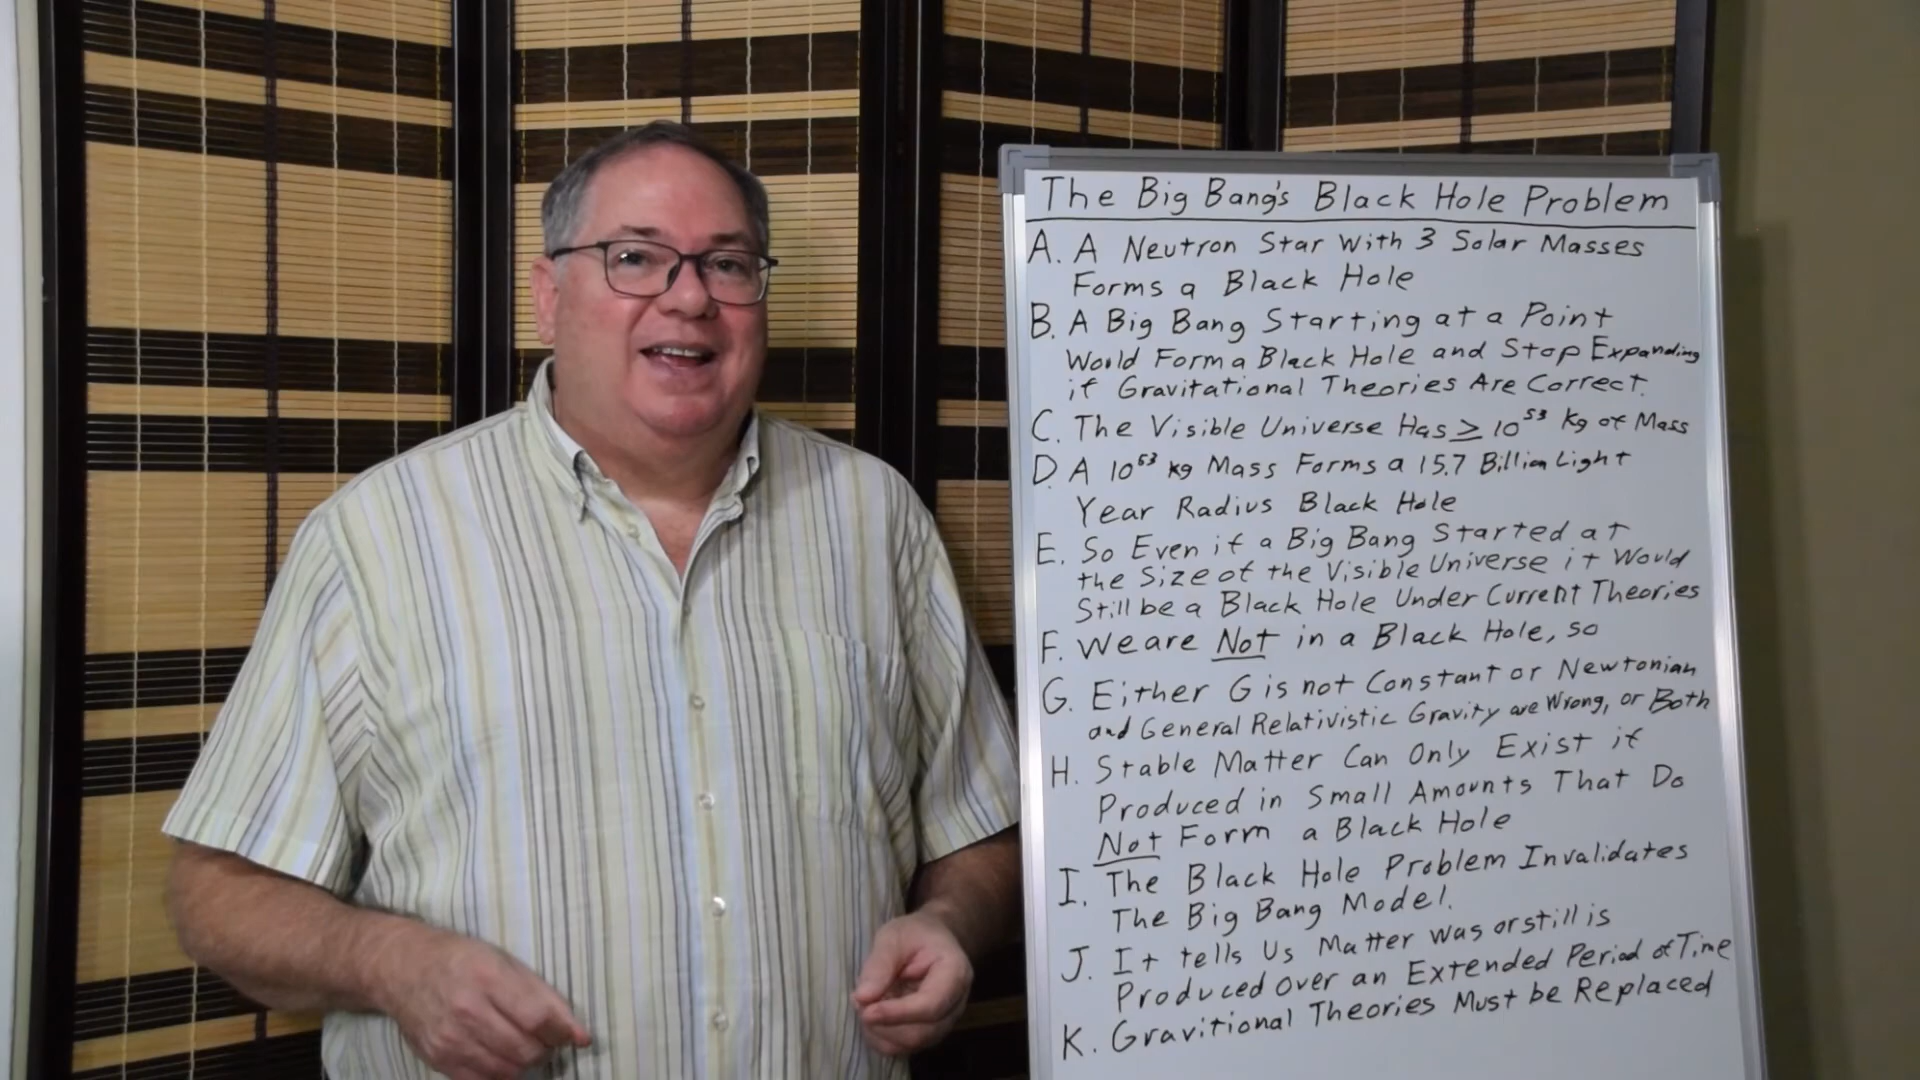 The Big Bang's Black Hole Problem
A. A Neutron Star With 3 Solar Masses
Forms a Black Hole
B. A Big Bang Starting at a Point
Would Form a Black Hole and Stop Expanding
if Gravitational Theories Are Correct.
C. The Visible Universe Has ≥ 10⁵³ kg of Mass
D. A 10⁵³ kg Mass Forms a 15.7 Billion Light
Year Radius Black Hole
E. So Even if a Big Bang Started at
the Size of the Visible Universe it Would
Still be a Black Hole Under Current Theories
F. We are Not in a Black Hole, so
G. Either G is not Constant or Newtonian
and General Relativistic Gravity are Wrong, or Both
H. Stable Matter Can Only Exist if
Produced in Small Amounts That Do
Not Form a Black Hole
I. The Black Hole Problem Invalidates
The Big Bang Model.
J. It tells Us Matter was or still is
Produced Over an Extended Period of Time
K. Gravitional Theories Must be Replaced